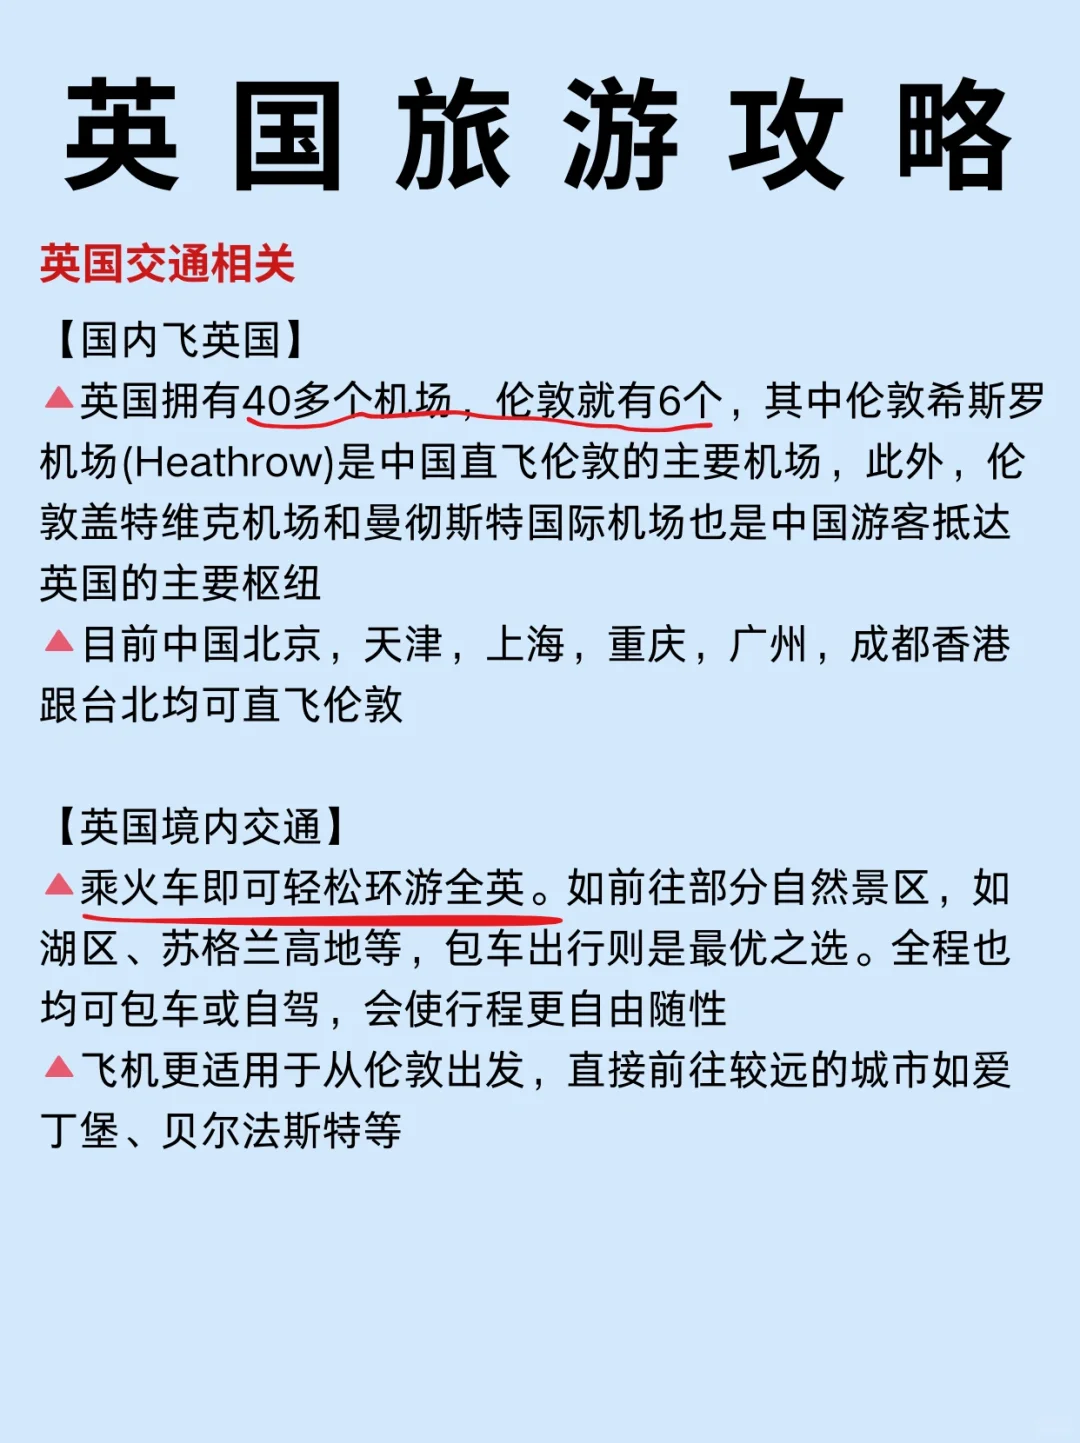 英国旅游攻略
英国交通相关
【国内飞英国】
🔺英国拥有40多个机场，伦敦就有6个，其中伦敦希斯罗
机场(Heathrow)是中国直飞伦敦的主要机场，此外，伦
敦盖特维克机场和曼彻斯特国际机场也是中国游客抵达
英国的主要枢纽
🔺目前中国北京，天津，上海，重庆，广州，成都香港
跟台北均可直飞伦敦
【英国境内交通】
🔺乘火车即可轻松环游全英。如前往部分自然景区，如
湖区、苏格兰高地等，包车出行则是最优之选。全程也
均可包车或自驾，会使行程更自由随性
🔺飞机更适用于从伦敦出发，直接前往较远的城市如爱
丁堡、贝尔法斯特等